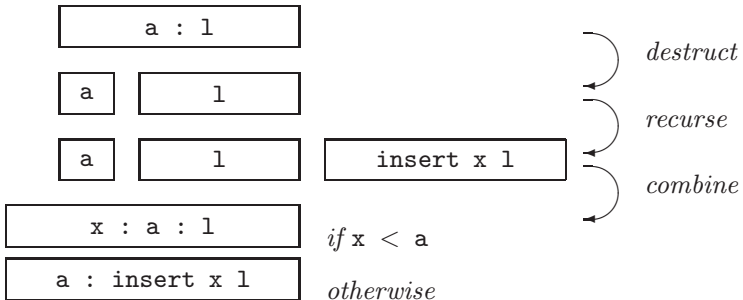 a : l
destruct
a l
recurse
a l insert x l
combine
x : a : l if x < a
a : insert x l otherwise